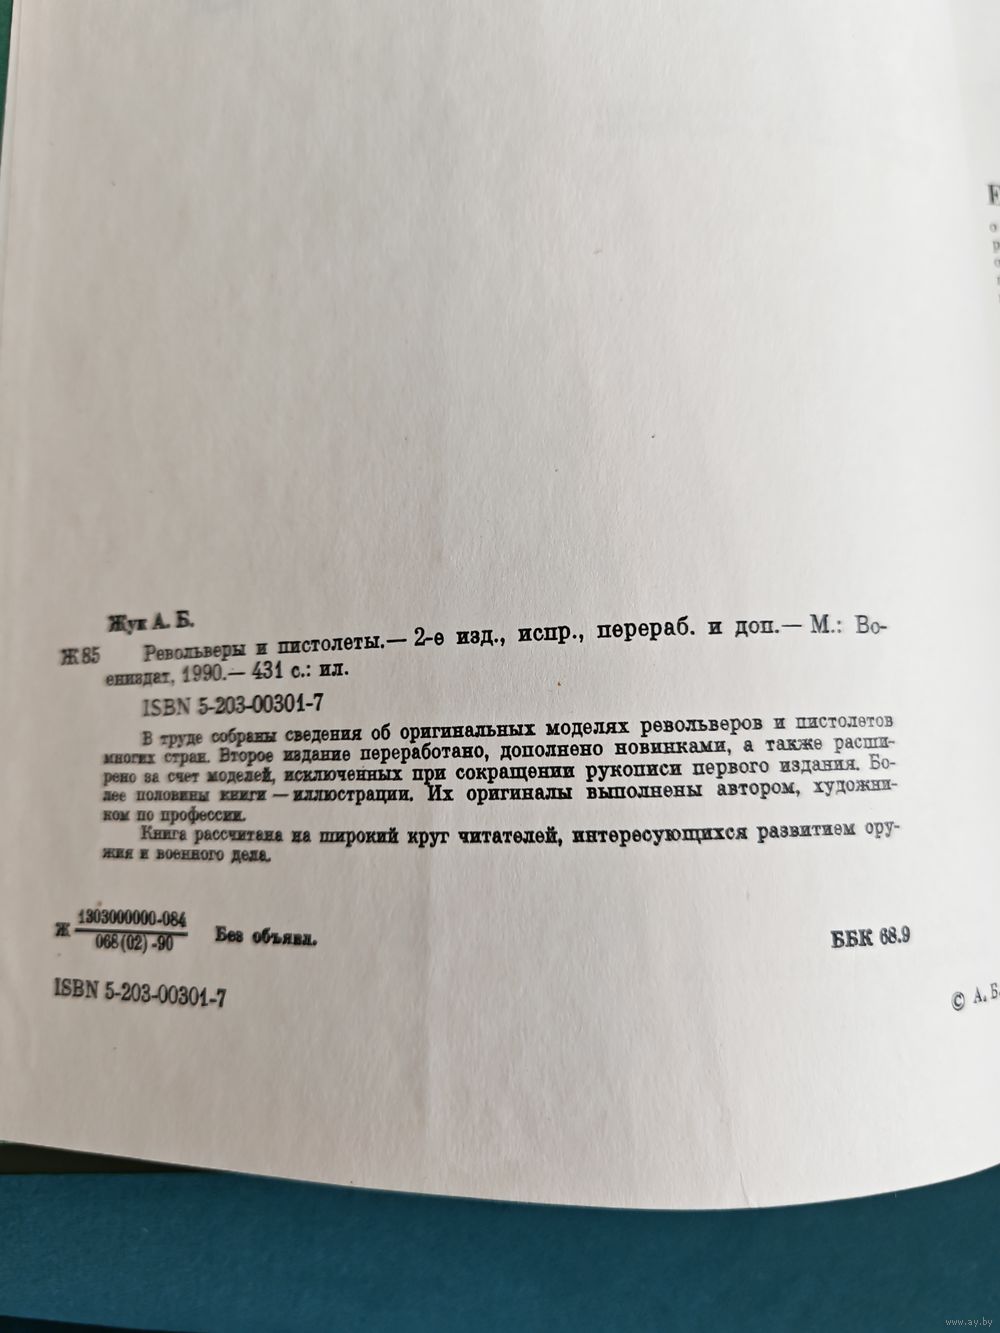 Жук А. Б.
Ж85 Револьверы и пистолеты.— 2-е изд., испр., перераб. и доп.— М.: Во-
ениздат, 1990.— 431 с.: ил.
ISBN 5-203-00301-7
В труде собраны сведения об оригинальных моделях револьверов и пистолетов
многих стран. Второе издание переработано, дополнено новинками, а также расши-
рено за счет моделей, исключенных при сокращении рукописи первого издания. Бо-
лее половины книги — иллюстрации. Их оригиналы выполнены автором, художни-
ком по профессии.
Книга рассчитана на широкий круг читателей, интересующихся развитием ору-
жия и военного дела.
1303000000-084
Ж Без объявл. ББК 68.9
068(02)-90
ISBN 5-203-00301-7
© А. Б.
www.ay.by